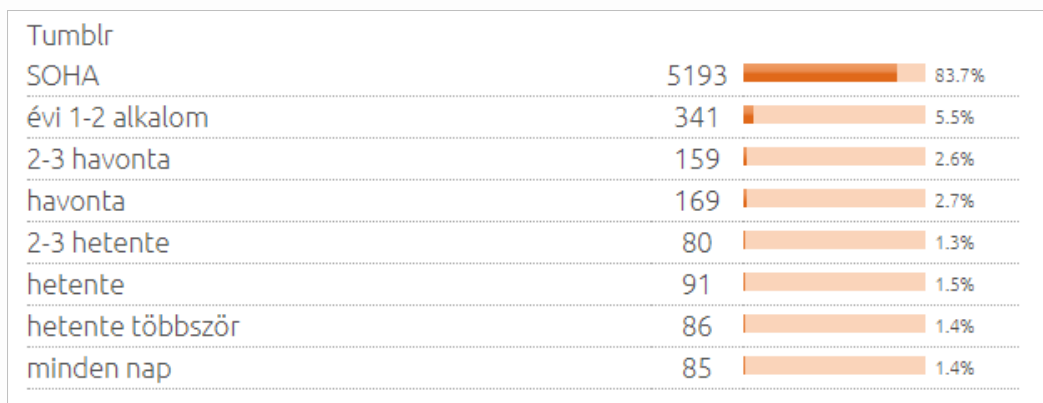 Tumblr
SOHA 5193 83.7%
évi 1-2 alkalom 341 5.5%
2-3 havonta 159 2.6%
havonta 169 2.7%
2-3 hetente 80 1.3%
hetente 91 1.5%
hetente többször 86 1.4%
minden nap 85 1.4%